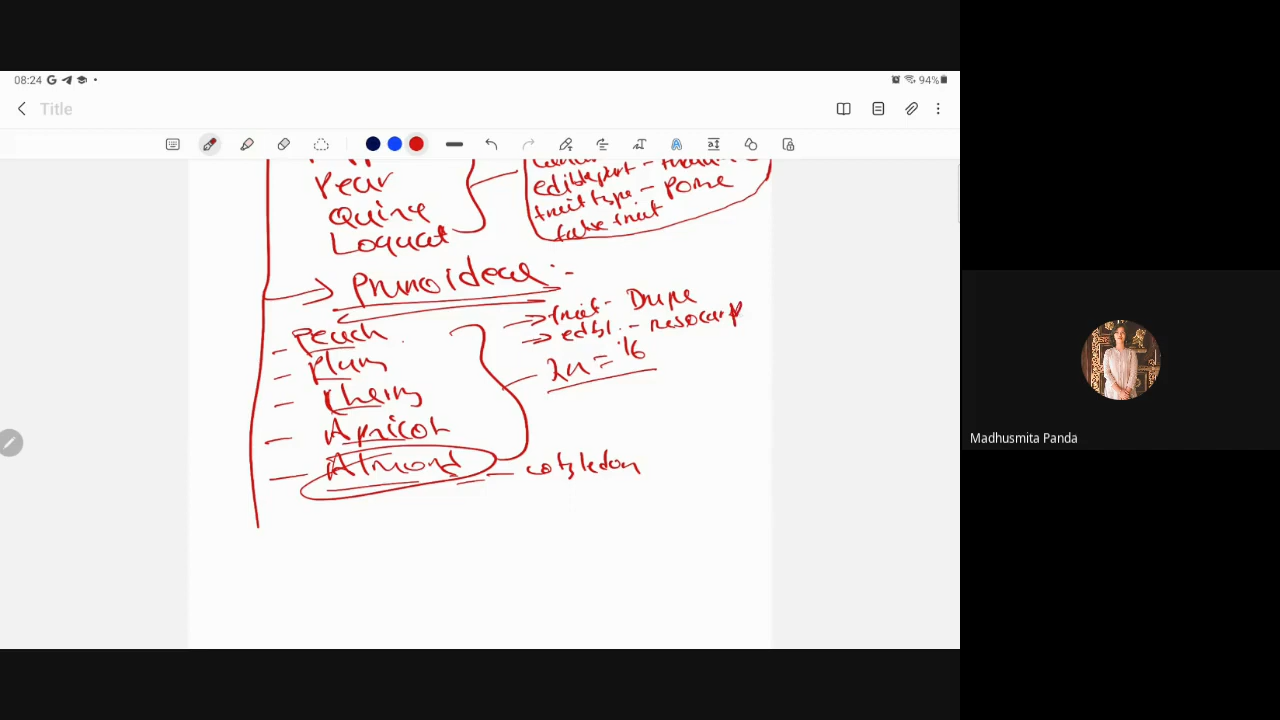 08:24
94%
Title
Pear
Quince
Loquat
edible part - 
fruit type - Pome
false fruit
Prunoideae :-
fruit - Drupe
edibl. - mesocarp
2n = 16
- Peach
- Plum
- Cherry
- Apricot
- Almond - cotyledon
Madhusmita Panda